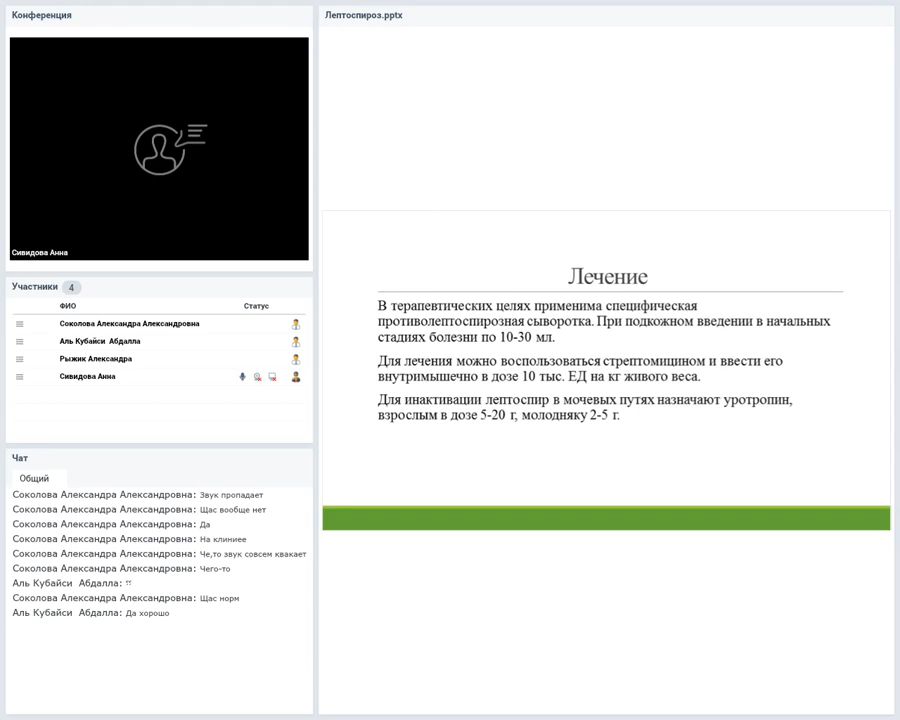 Конференция
Сивидова Анна
Участники 4
ФИО Статус
Соколова Александра Александровна
Аль Кубайси Абдалла
Рыжик Александра
Сивидова Анна
Чат
Общий
Соколова Александра Александровна: Звук пропадает
Соколова Александра Александровна: Щас вообще нет
Соколова Александра Александровна: Да
Соколова Александра Александровна: На клиниее
Соколова Александра Александровна: Че,то звук совсем квакает
Соколова Александра Александровна: Чего-то
Аль Кубайси Абдалла:
Соколова Александра Александровна: Щас норм
Аль Кубайси Абдалла: Да хорошо
Лептоспироз.pptx
Лечение
В терапевтических целях применима специфическая
противолептоспирозная сыворотка. При подкожном введении в начальных
стадиях болезни по 10-30 мл.
Для лечения можно воспользоваться стрептомицином и ввести его
внутримышечно в дозе 10 тыс. ЕД на кг живого веса.
Для инактивации лептоспир в мочевых путях назначают уротропин,
взрослым в дозе 5-20 г, молодняку 2-5 г.